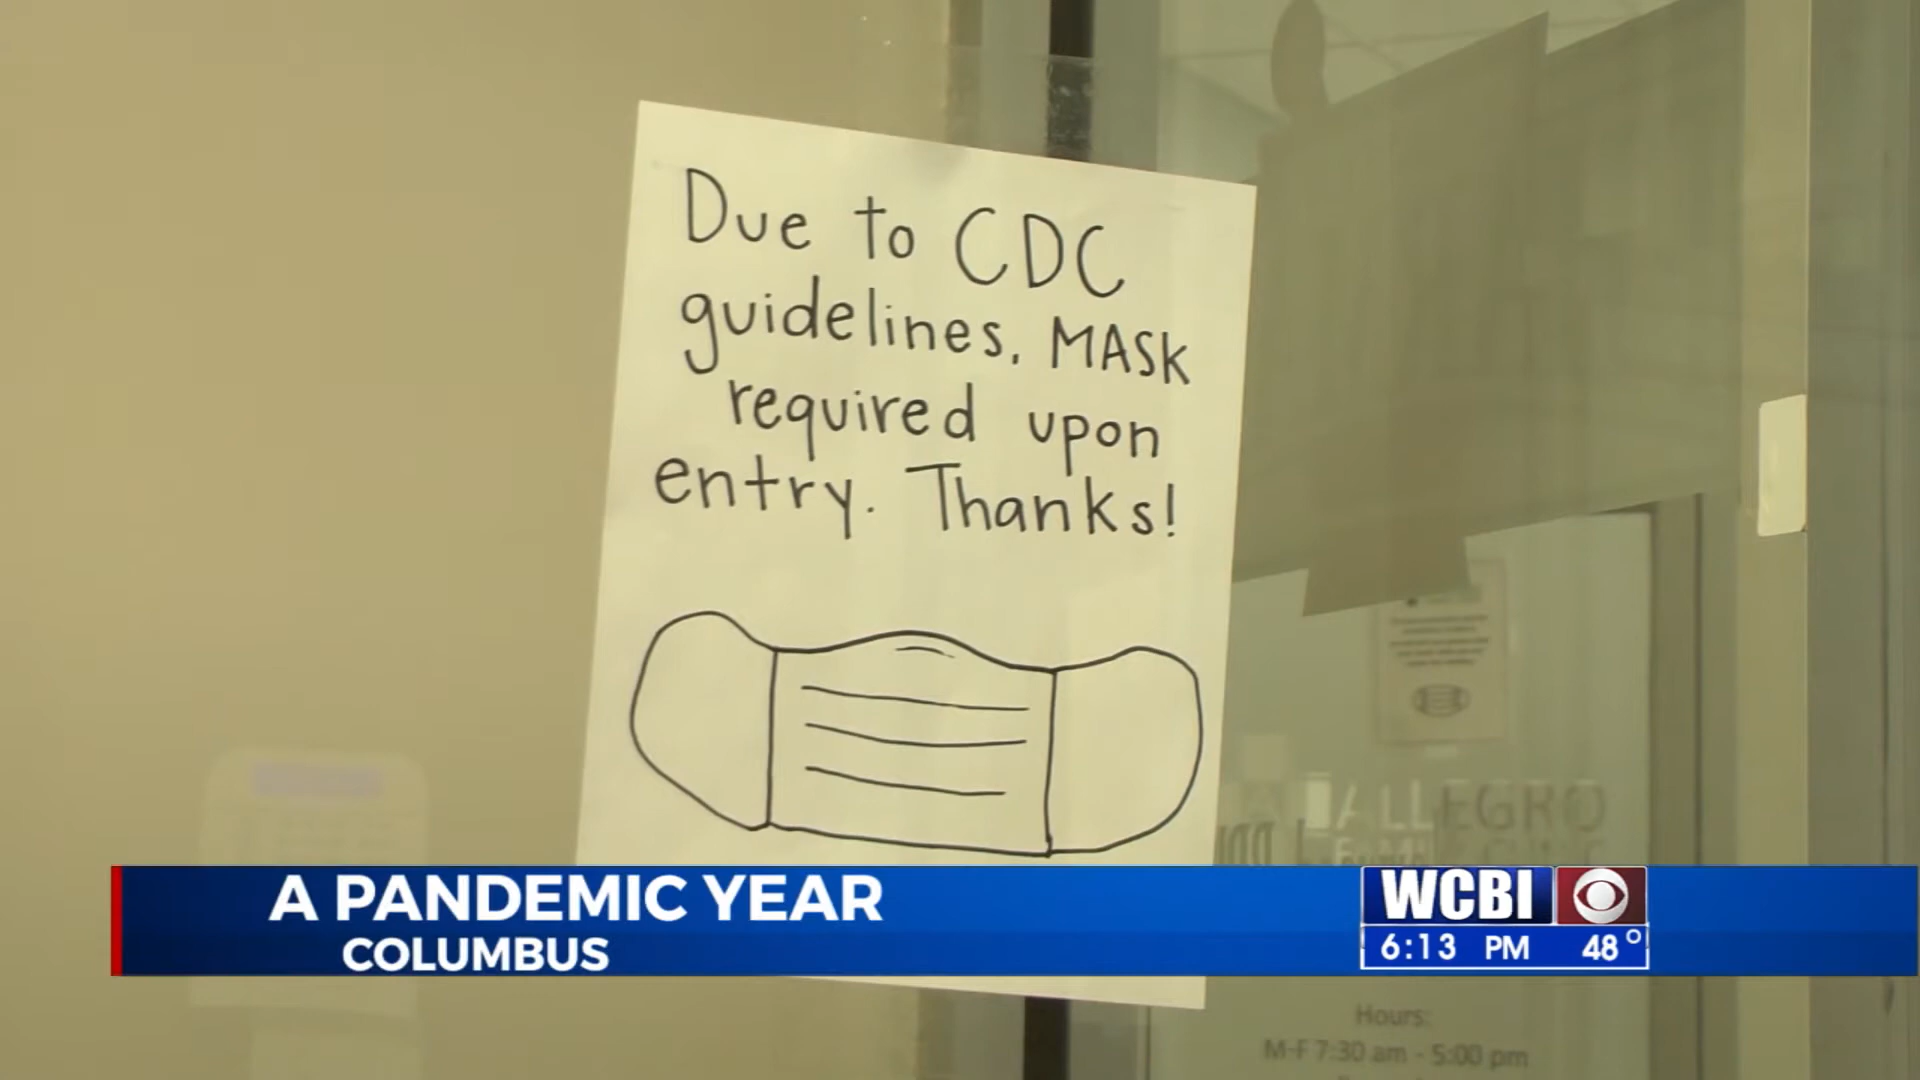 Due to CDC
guidelines, MASK
required upon
entry. Thanks!
ALLEGRO
Hours:
M-F 7:30 am - 5:00 pm
A PANDEMIC YEAR
COLUMBUS
WCBI
6:13 PM 48°